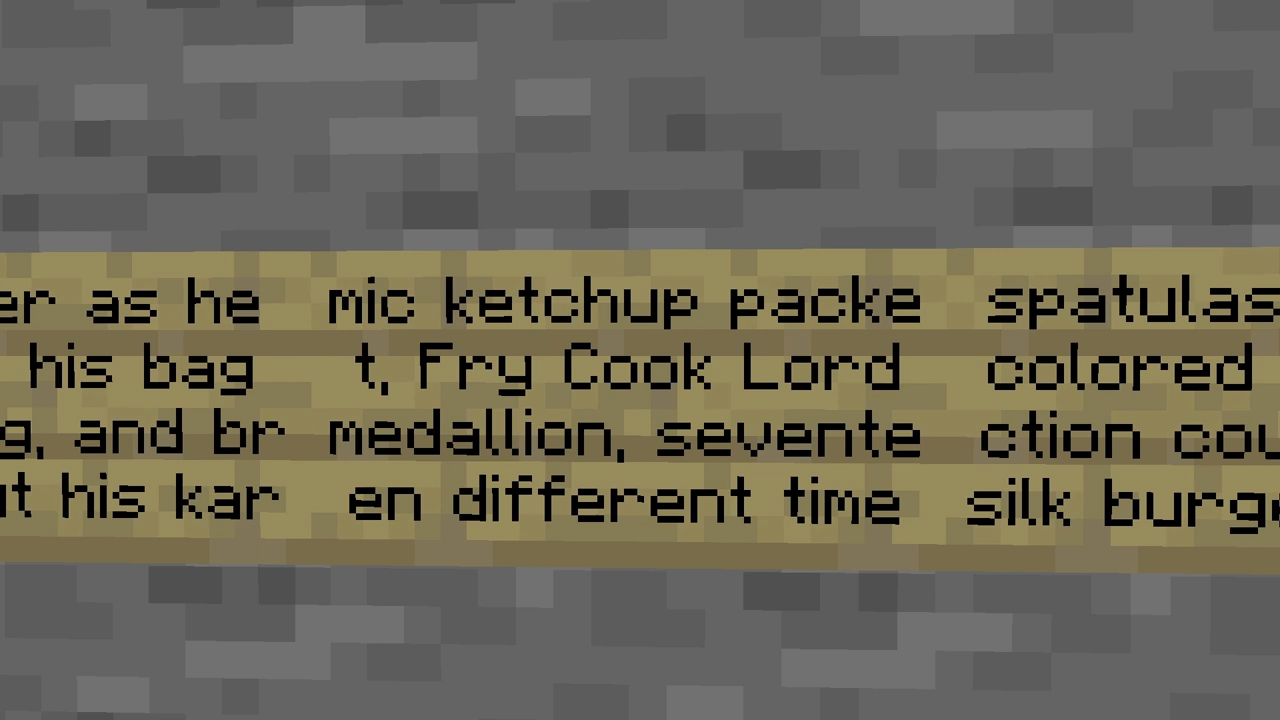 er as he
his bag
g, and br
t his kar
mic ketchup packe
t, Fry Cook Lord
medallion, sevente
en different time
spatulas
colored
ction cou
silk burge